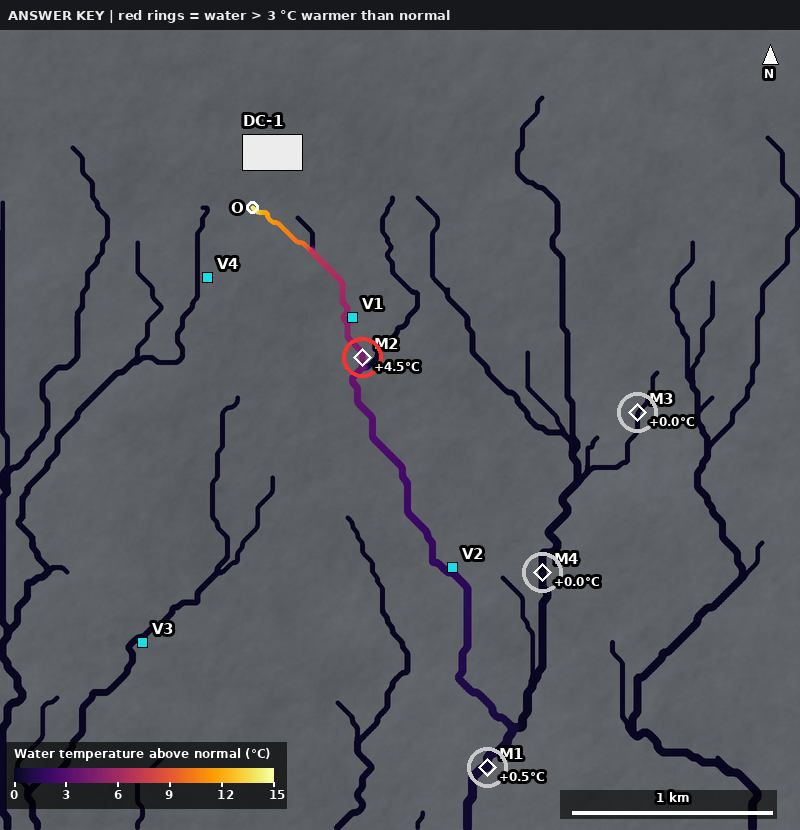 ANSWER KEY | red rings = water > 3 °C warmer than normal
N
DC-1
O
V4
V1
M2
+4.5°C
M3
+0.0°C
V2
M4
+0.0°C
V3
M1
+0.5°C
Water temperature above normal (°C)
0 3 6 9 12 15
1 km